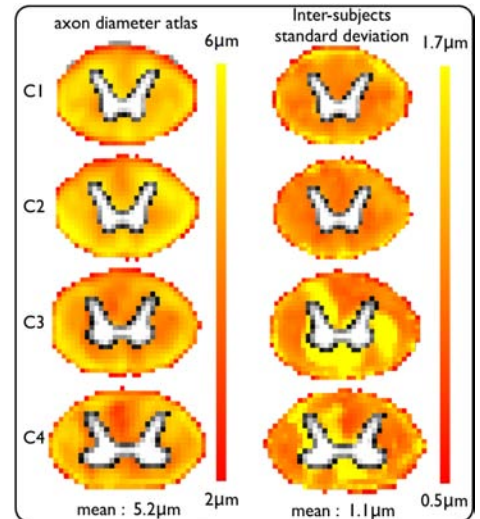 axon diameter atlas
Inter-subjects
standard deviation
6µm
1.7µm
C1
C2
C3
C4
2µm
0.5µm
mean : 5.2µm
mean : 1.1µm